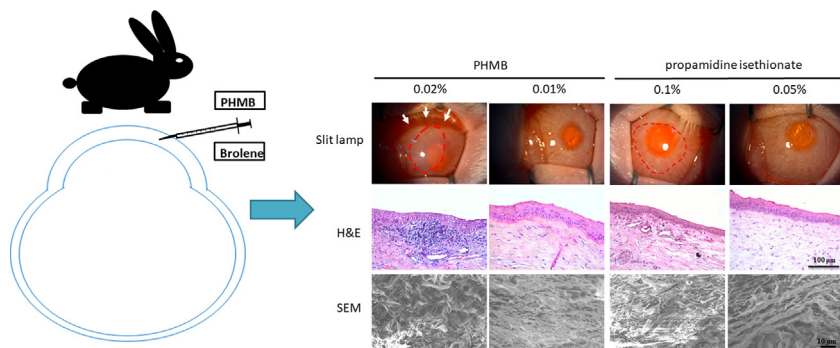 PHMB
Brolene
PHMB
propamidine isethionate
0.02%
0.01%
0.1%
0.05%
Slit lamp
H&E
100 μm
SEM
10 μm